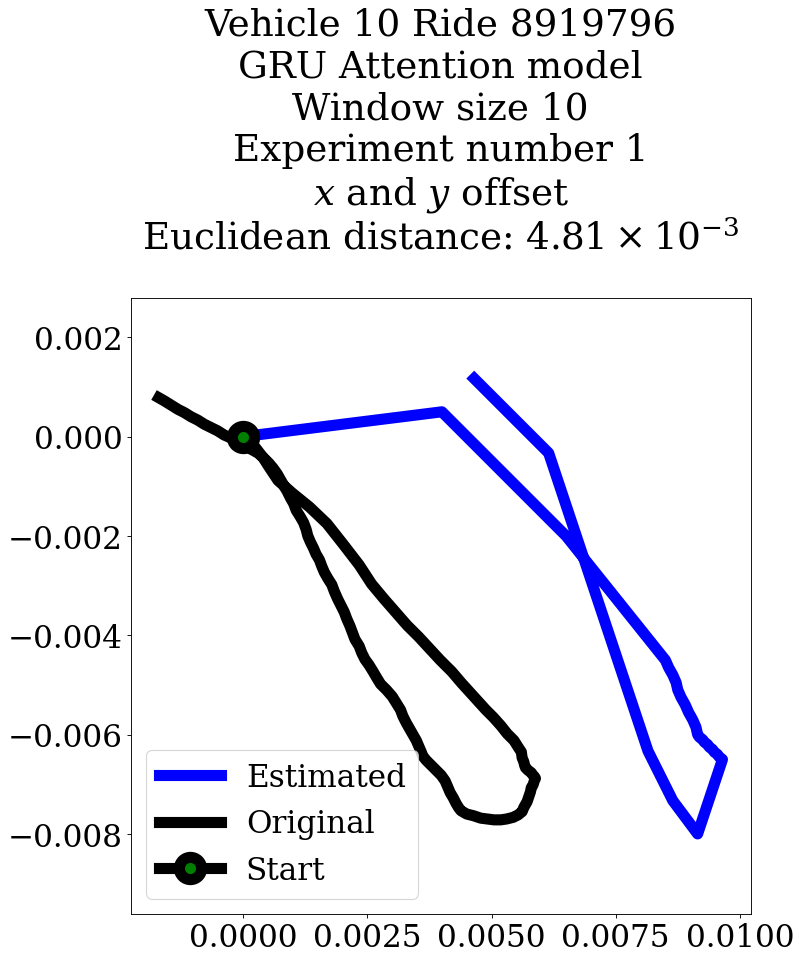 Vehicle 10 Ride 8919796
GRU Attention model
Window size 10
Experiment number 1
x and y offset
Euclidean distance: 4.81 × 10⁻³
0.002
0.000
−0.002
−0.004
−0.006
−0.008
Estimated
Original
Start
0.0000 0.0025 0.0050 0.0075 0.0100